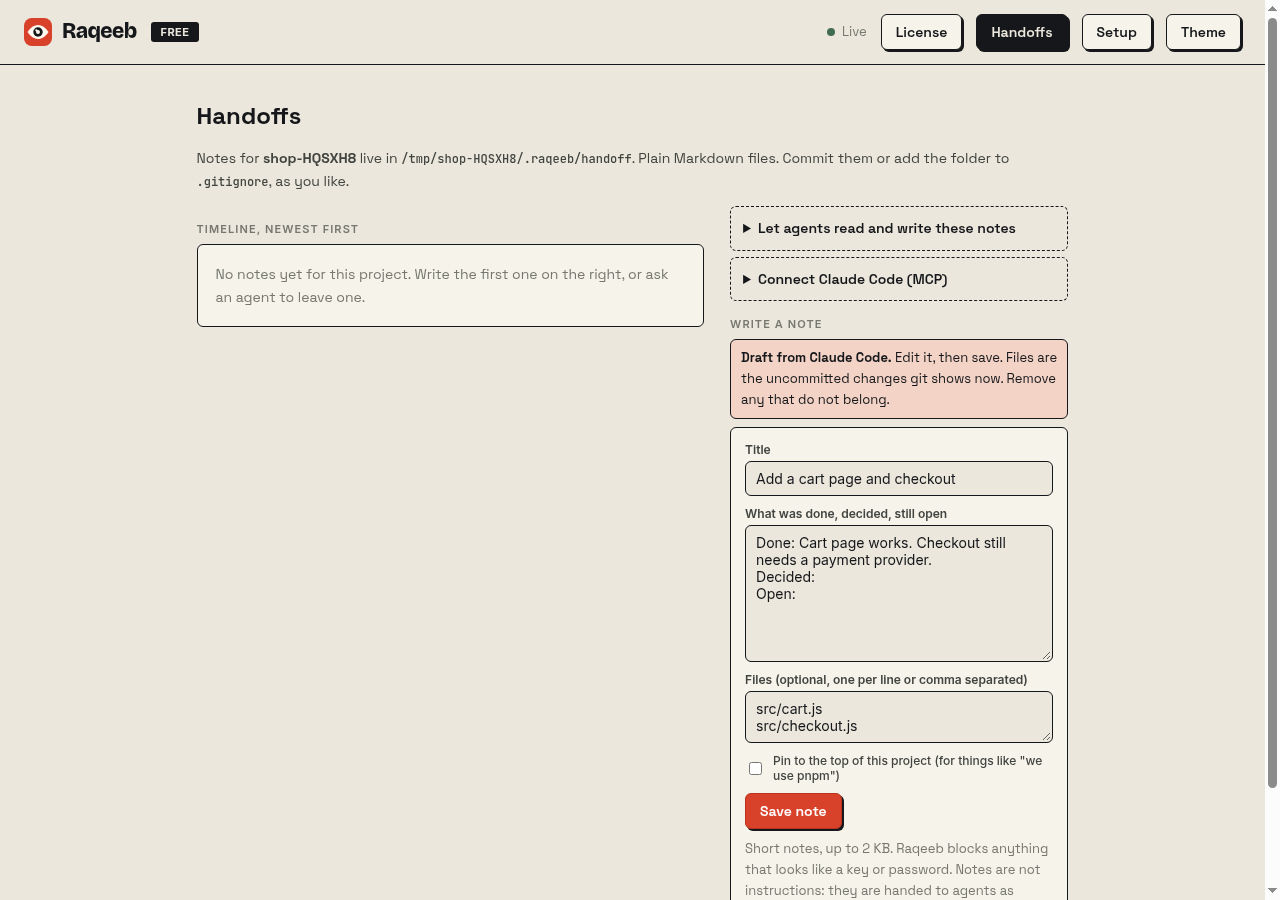 Raqeeb FREE
Live License Handoffs Setup Theme
Handoffs
Notes for shop-HQSXH8 live in /tmp/shop-HQSXH8/.raqeeb/handoff. Plain Markdown files. Commit them or add the folder to
.gitignore, as you like.
TIMELINE, NEWEST FIRST
No notes yet for this project. Write the first one on the right, or ask
an agent to leave one.
Let agents read and write these notes
Connect Claude Code (MCP)
WRITE A NOTE
Draft from Claude Code. Edit it, then save. Files are
the uncommitted changes git shows now. Remove
any that do not belong.
Title
Add a cart page and checkout
What was done, decided, still open
Done: Cart page works. Checkout still
needs a payment provider.
Decided:
Open:
Files (optional, one per line or comma separated)
src/cart.js
src/checkout.js
Pin to the top of this project (for things like "we
use pnpm")
Save note
Short notes, up to 2 KB. Raqeeb blocks anything
that looks like a key or password. Notes are not
instructions: they are handed to agents as